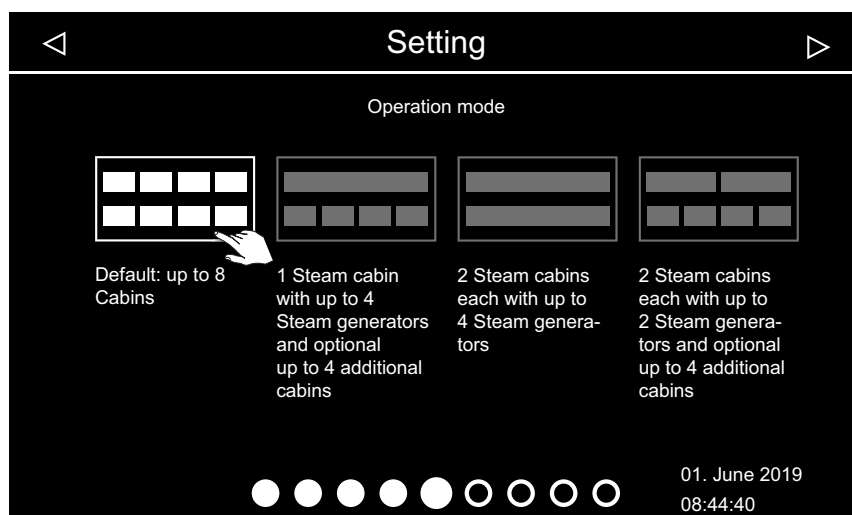 Setting
Operation mode
Default: up to 8
Cabins
1 Steam cabin
with up to 4
Steam generators
and optional
up to 4 additional
cabins
2 Steam cabins
each with up to
4 Steam genera-
tors
2 Steam cabins
each with up to
2 Steam genera-
tors and optional
up to 4 additional
cabins
01. June 2019
08:44:40